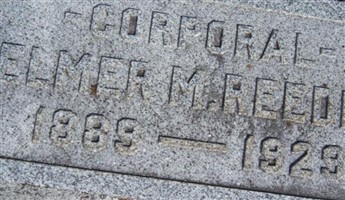 -CORPORAL-
ELMER M. REED
1889 — 1929